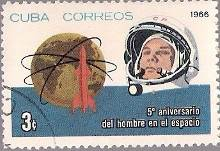 CUBA CORREOS 1966
3¢
5º aniversario
del hombre en el espacio